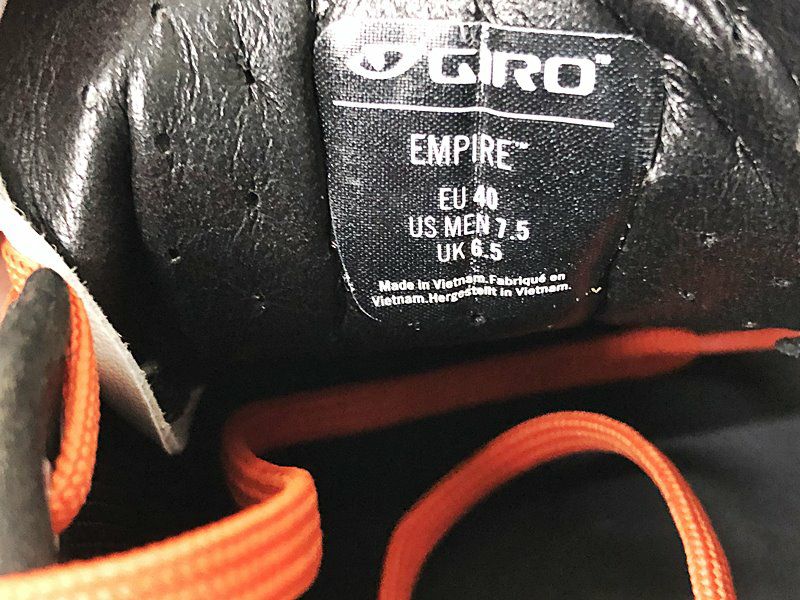 GIRO™
EMPIRE™
EU 40
US MEN 7.5
UK 6.5
Made in Vietnam.Fabriqué en
Vietnam.Hergestellt in Vietnam.